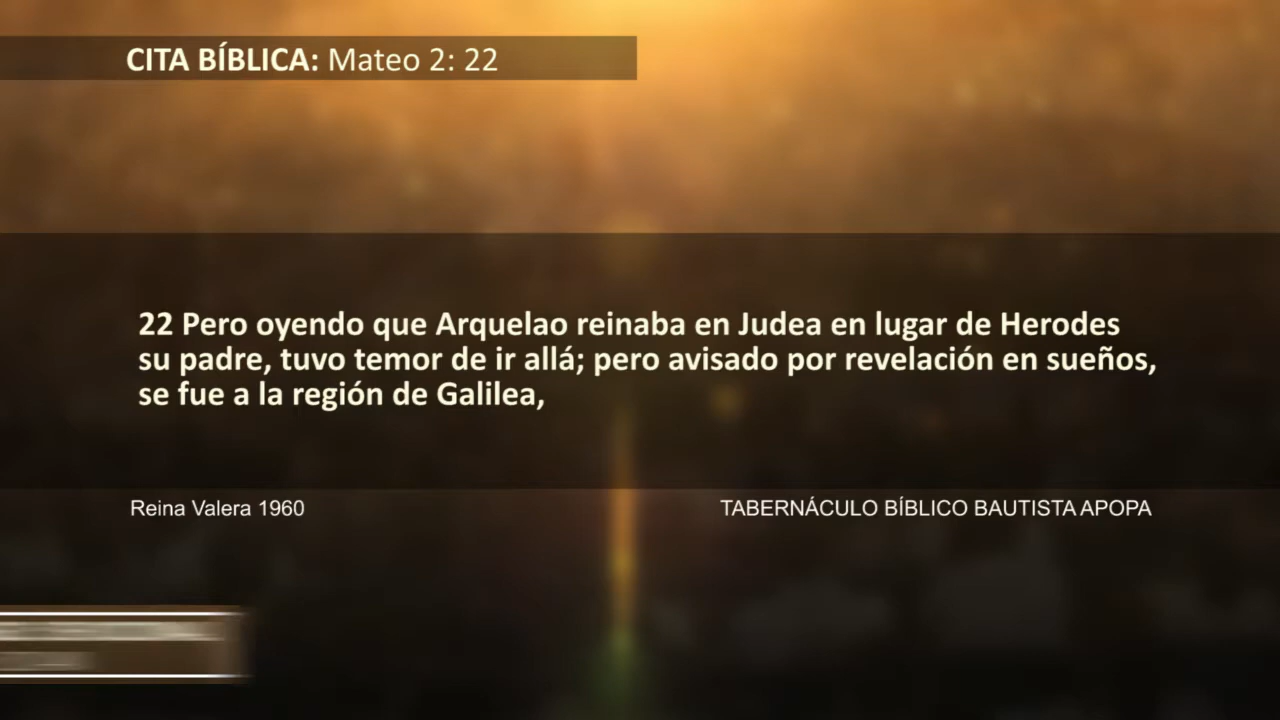 CITA BÍBLICA: Mateo 2: 22
22 Pero oyendo que Arquelao reinaba en Judea en lugar de Herodes
su padre, tuvo temor de ir allá; pero avisado por revelación en sueños,
se fue a la región de Galilea,
Reina Valera 1960
TABERNÁCULO BÍBLICO BAUTISTA APOPA